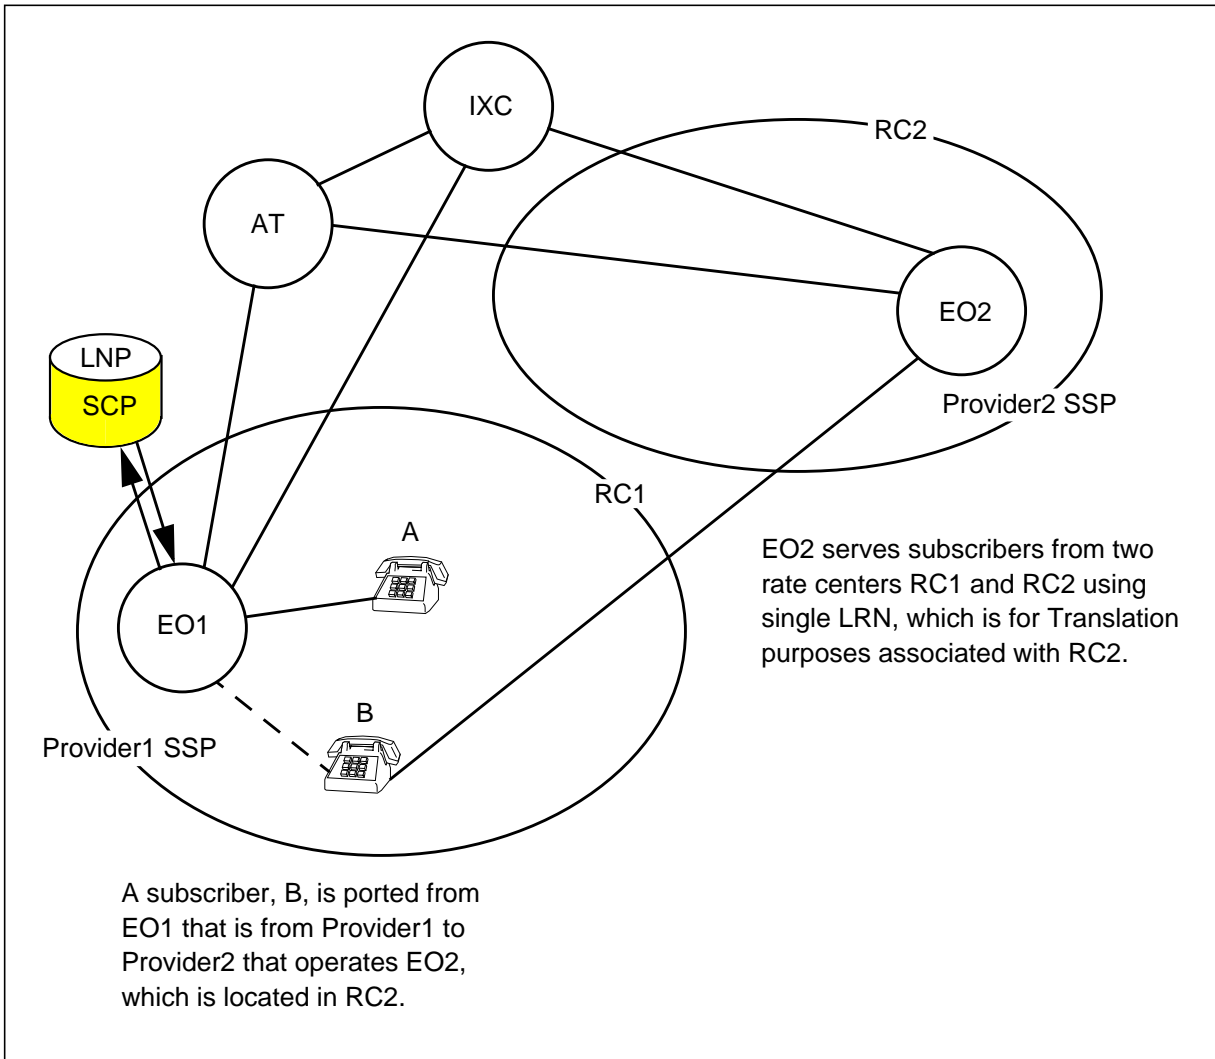 IXC
RC2
AT
EO2
LNP
SCP
Provider2 SSP
RC1
A
EO2 serves subscribers from two
rate centers RC1 and RC2 using
single LRN, which is for Translation
purposes associated with RC2.
EO1
B
Provider1 SSP
A subscriber, B, is ported from
EO1 that is from Provider1 to
Provider2 that operates EO2,
which is located in RC2.